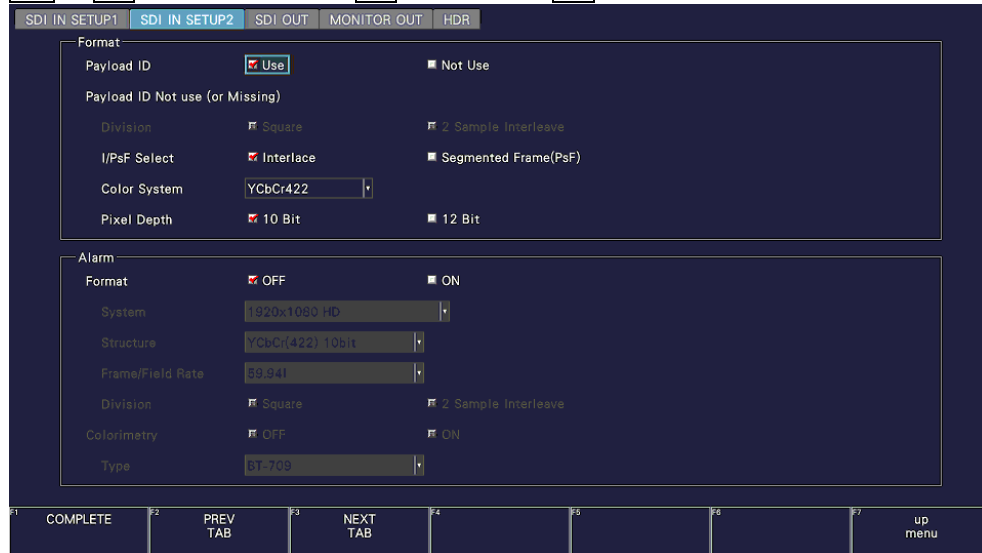 SDI IN SETUP1 SDI IN SETUP2 SDI OUT MONITOR OUT HDR
Format
Payload ID Use Not Use
Payload ID Not use (or Missing)
Division Square 2 Sample Interleave
I/PsF Select Interlace Segmented Frame(PsF)
Color System YCbCr422
Pixel Depth 10 Bit 12 Bit
Alarm
Format OFF ON
System 1920x1080 HD
Structure YCbCr(422) 10bit
Frame/Field Rate 59.94I
Division Square 2 Sample Interleave
Colorimetry OFF ON
Type BT-709
F1 COMPLETE F2 PREV TAB F3 NEXT TAB F4 F5 F6 F7 up menu